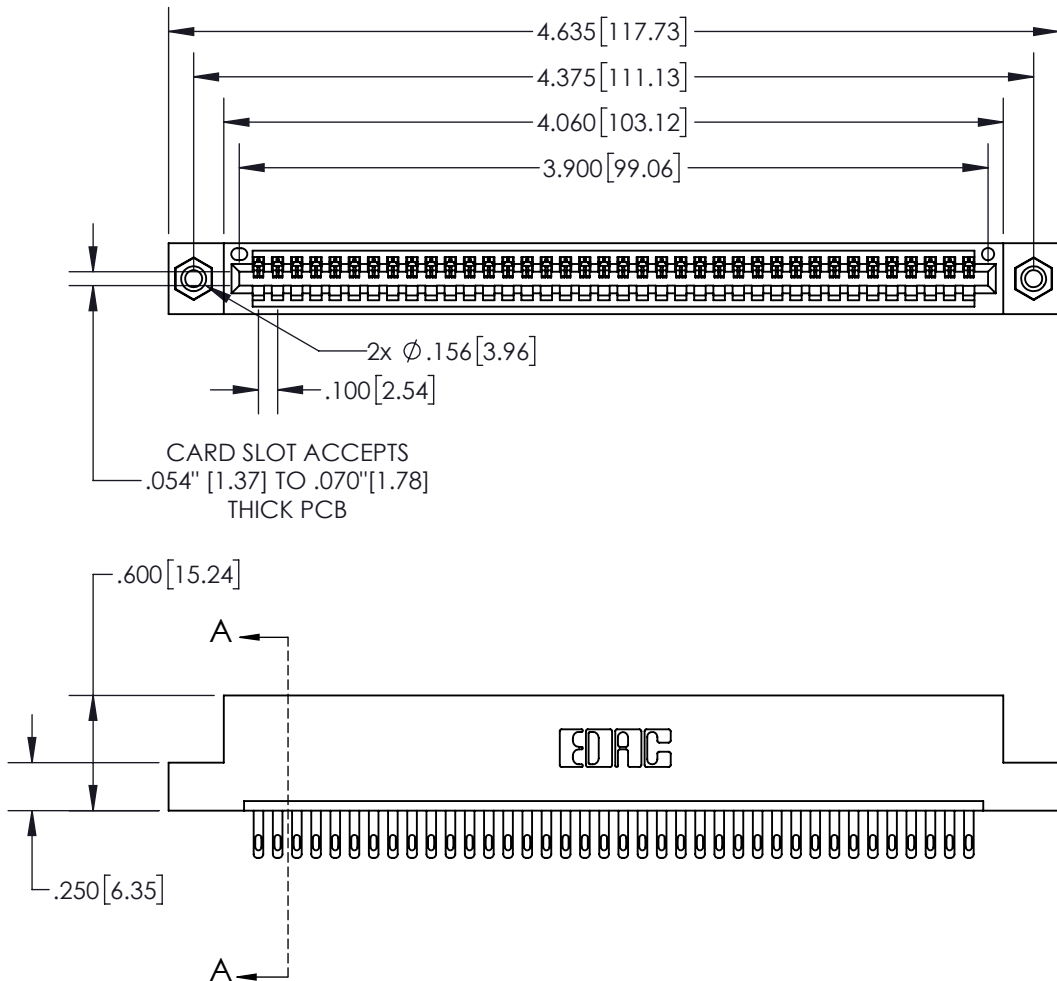 4.635[117.73]
4.375[111.13]
4.060[103.12]
3.900[99.06]
2x Ø.156[3.96]
.100[2.54]
CARD SLOT ACCEPTS
.054" [1.37] TO .070"[1.78]
THICK PCB
.600[15.24]
A
EDAC
.250[6.35]
A